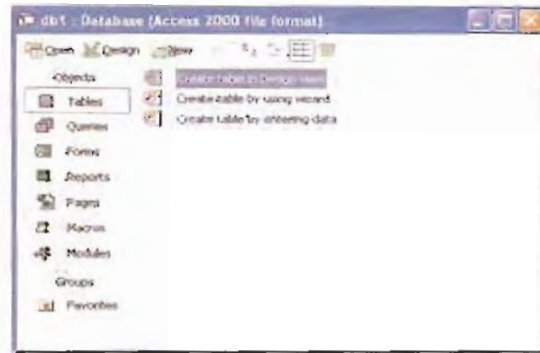 db1 : Database (Access 2000 file format)
Open Design New
Objects
Tables
Queries
Forms
Reports
Pages
Macros
Modules
Groups
Favorites
Create table in Design view
Create table by using wizard
Create table by entering data